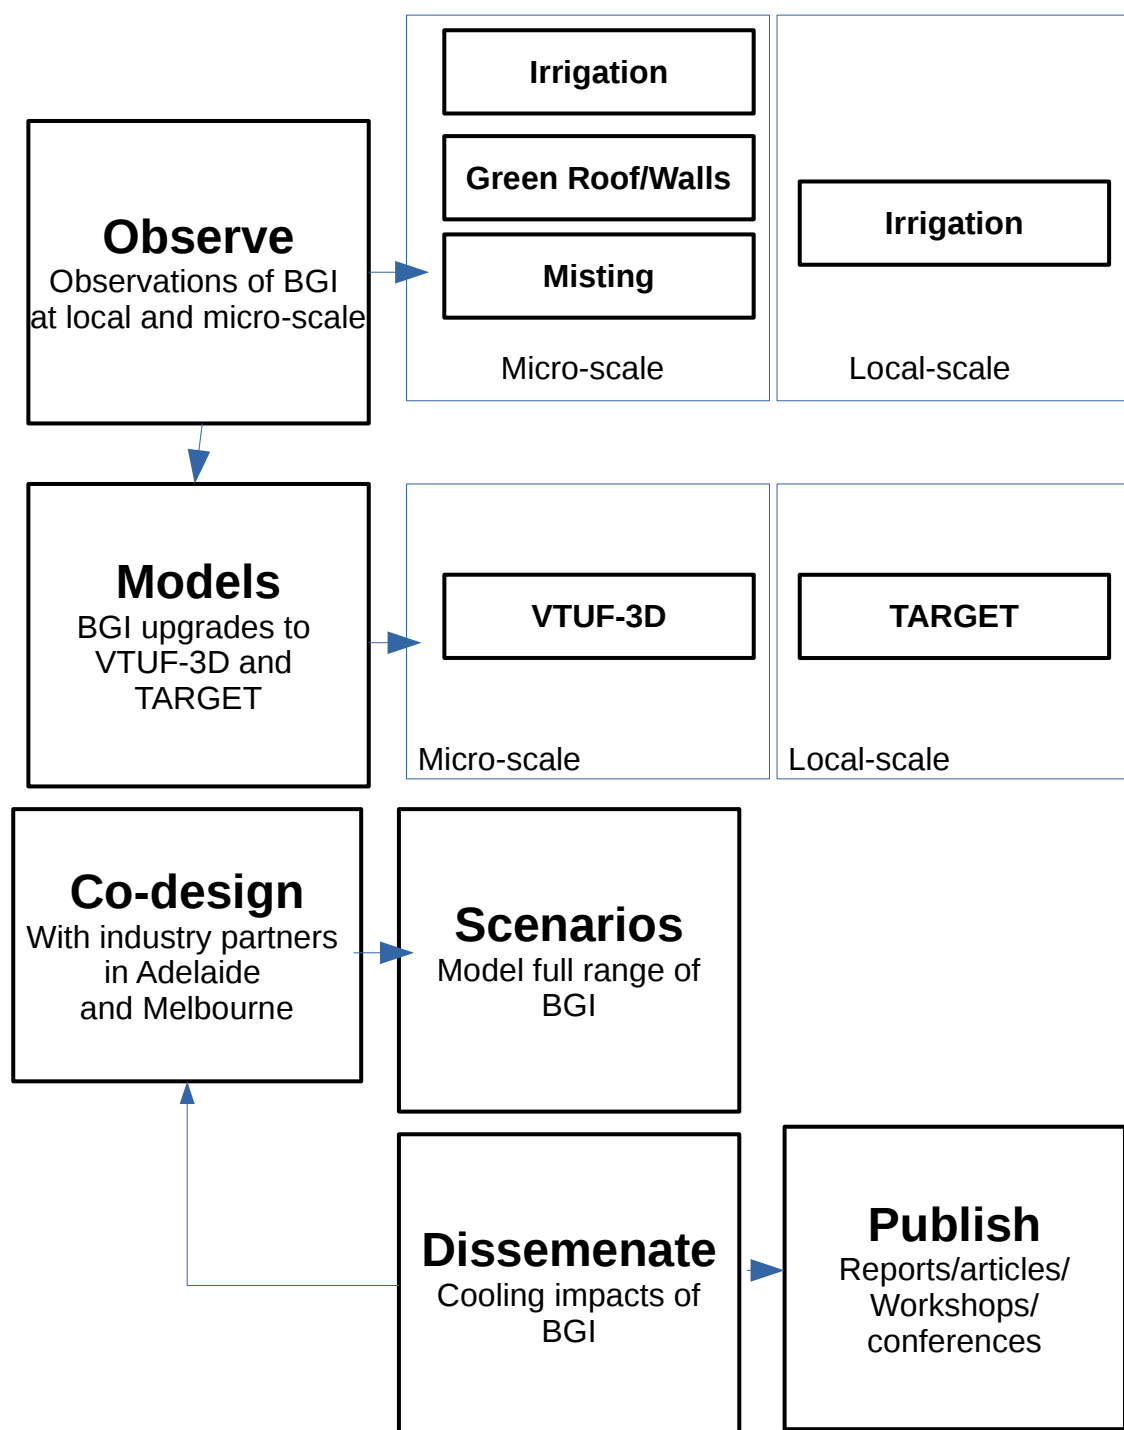 Observe
Observations of BGI
at local and micro-scale
Irrigation
Green Roof/Walls
Misting
Micro-scale
Irrigation
Local-scale
Models
BGI upgrades to
VTUF-3D and
TARGET
VTUF-3D
Micro-scale
TARGET
Local-scale
Co-design
With industry partners
in Adelaide
and Melbourne
Scenarios
Model full range of
BGI
Dissemenate
Cooling impacts of
BGI
Publish
Reports/articles/
Workshops/
conferences